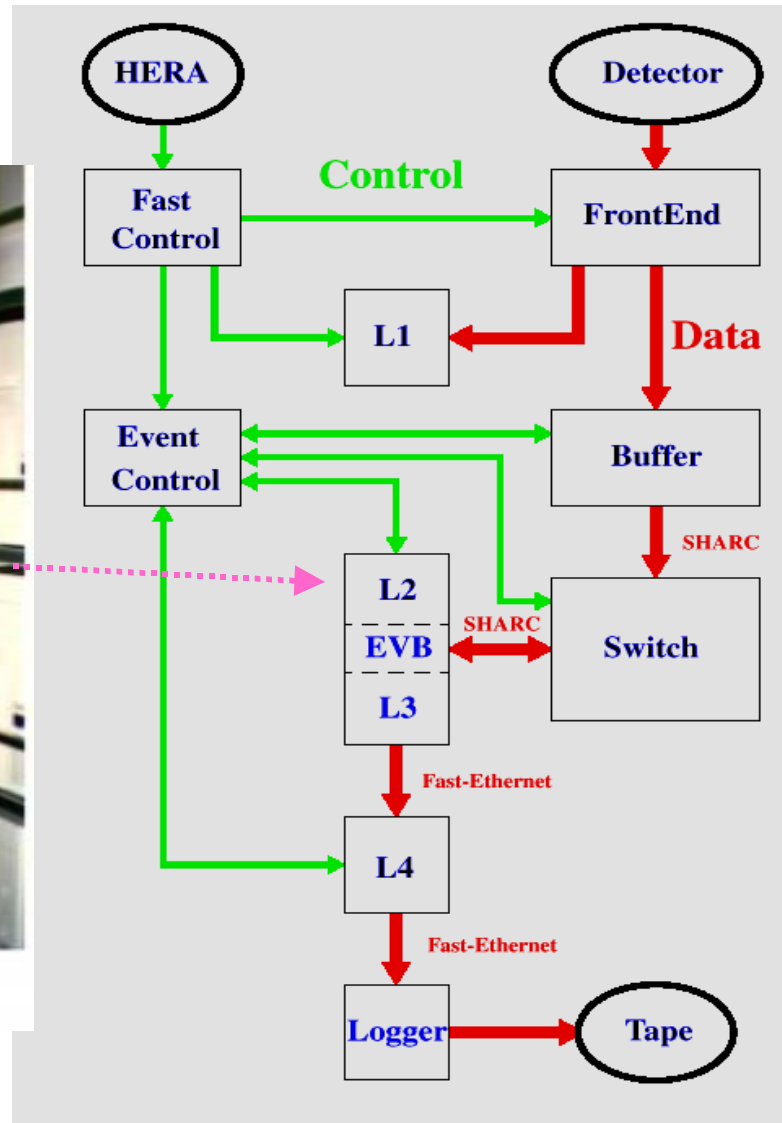 HERA
Detector
Control
Fast
Control
FrontEnd
L1
Data
Event
Control
Buffer
SHARC
L2
SHARC
EVB
Switch
L3
Fast-Ethernet
L4
Fast-Ethernet
Logger
Tape